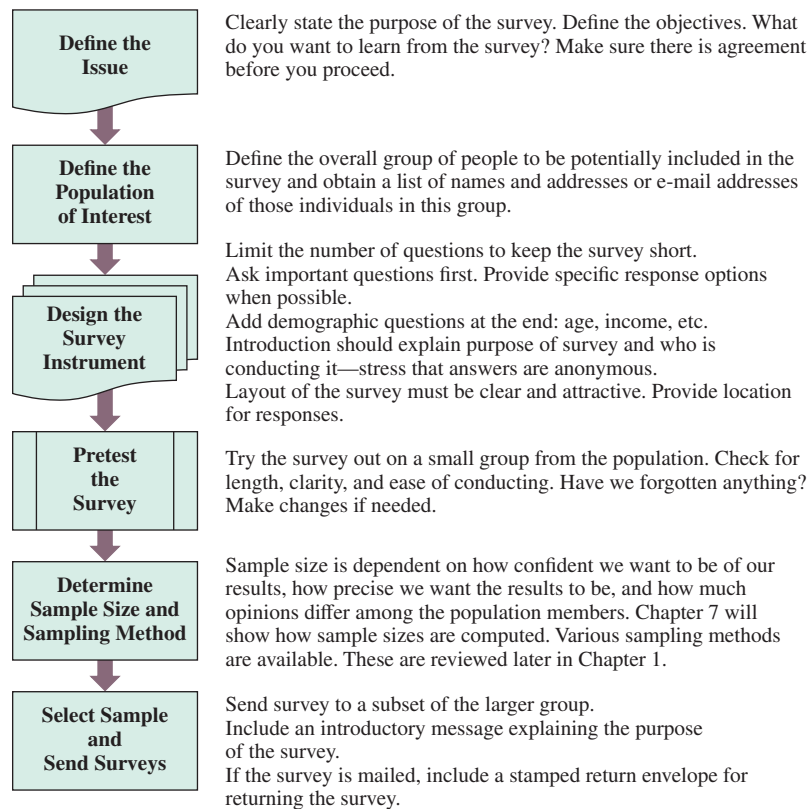 Define the
Issue
Clearly state the purpose of the survey. Define the objectives. What
do you want to learn from the survey? Make sure there is agreement
before you proceed.
Define the
Population
of Interest
Define the overall group of people to be potentially included in the
survey and obtain a list of names and addresses or e-mail addresses
of those individuals in this group.
Design the
Survey
Instrument
Limit the number of questions to keep the survey short.
Ask important questions first. Provide specific response options
when possible.
Add demographic questions at the end: age, income, etc.
Introduction should explain purpose of survey and who is
conducting it—stress that answers are anonymous.
Layout of the survey must be clear and attractive. Provide location
for responses.
Pretest
the
Survey
Try the survey out on a small group from the population. Check for
length, clarity, and ease of conducting. Have we forgotten anything?
Make changes if needed.
Determine
Sample Size and
Sampling Method
Sample size is dependent on how confident we want to be of our
results, how precise we want the results to be, and how much
opinions differ among the population members. Chapter 7 will
show how sample sizes are computed. Various sampling methods
are available. These are reviewed later in Chapter 1.
Select Sample
and
Send Surveys
Send survey to a subset of the larger group.
Include an introductory message explaining the purpose
of the survey.
If the survey is mailed, include a stamped return envelope for
returning the survey.